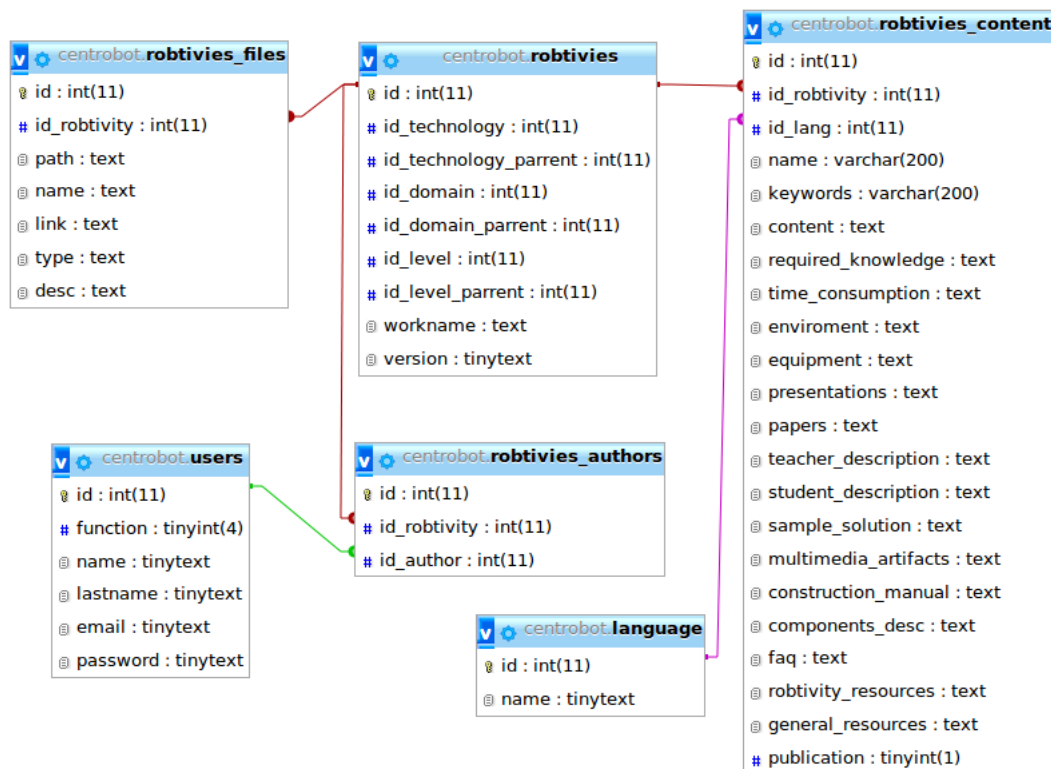 centrobot.robtivies_files
id : int(11)
id_robtivity : int(11)
path : text
name : text
link : text
type : text
desc : text
centrobot.robtivies
id : int(11)
id_technology : int(11)
id_technology_parrent : int(11)
id_domain : int(11)
id_domain_parrent : int(11)
id_level : int(11)
id_level_parrent : int(11)
workname : text
version : tinytext
centrobot.robtivies_content
id : int(11)
id_robtivity : int(11)
id_lang : int(11)
name : varchar(200)
keywords : varchar(200)
content : text
required_knowledge : text
time_consumption : text
enviroment : text
equipment : text
presentations : text
papers : text
teacher_description : text
student_description : text
sample_solution : text
multimedia_artifacts : text
construction_manual : text
components_desc : text
faq : text
robtivity_resources : text
general_resources : text
publication : tinyint(1)
centrobot.users
id : int(11)
function : tinyint(4)
name : tinytext
lastname : tinytext
email : tinytext
password : tinytext
centrobot.robtivies_authors
id : int(11)
id_robtivity : int(11)
id_author : int(11)
centrobot.language
id : int(11)
name : tinytext